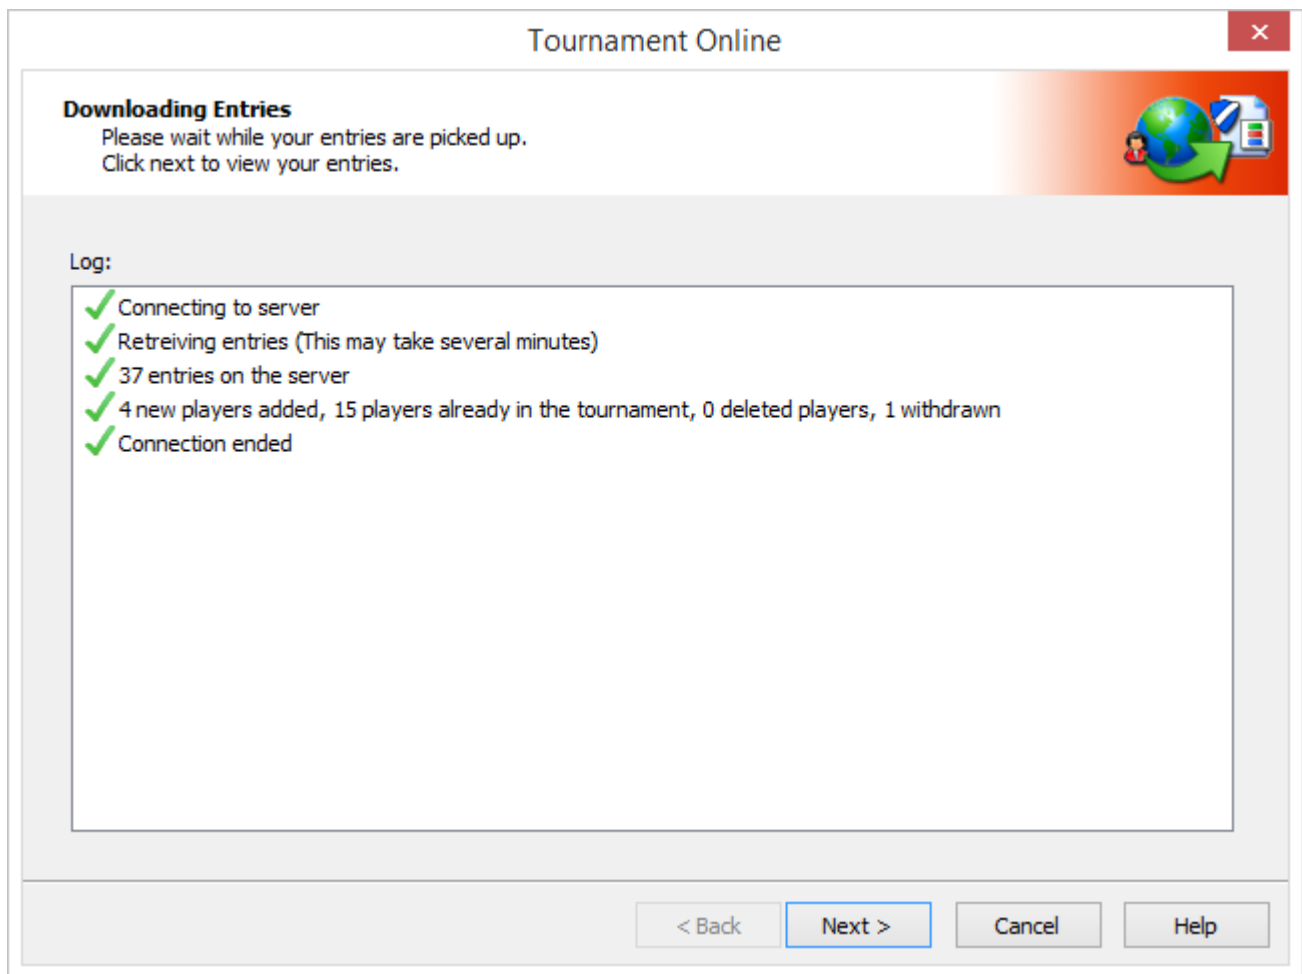 Tournament Online
Downloading Entries
Please wait while your entries are picked up.
Click next to view your entries.
Log:
Connecting to server
Retreiving entries (This may take several minutes)
37 entries on the server
4 new players added, 15 players already in the tournament, 0 deleted players, 1 withdrawn
Connection ended
< Back Next > Cancel Help